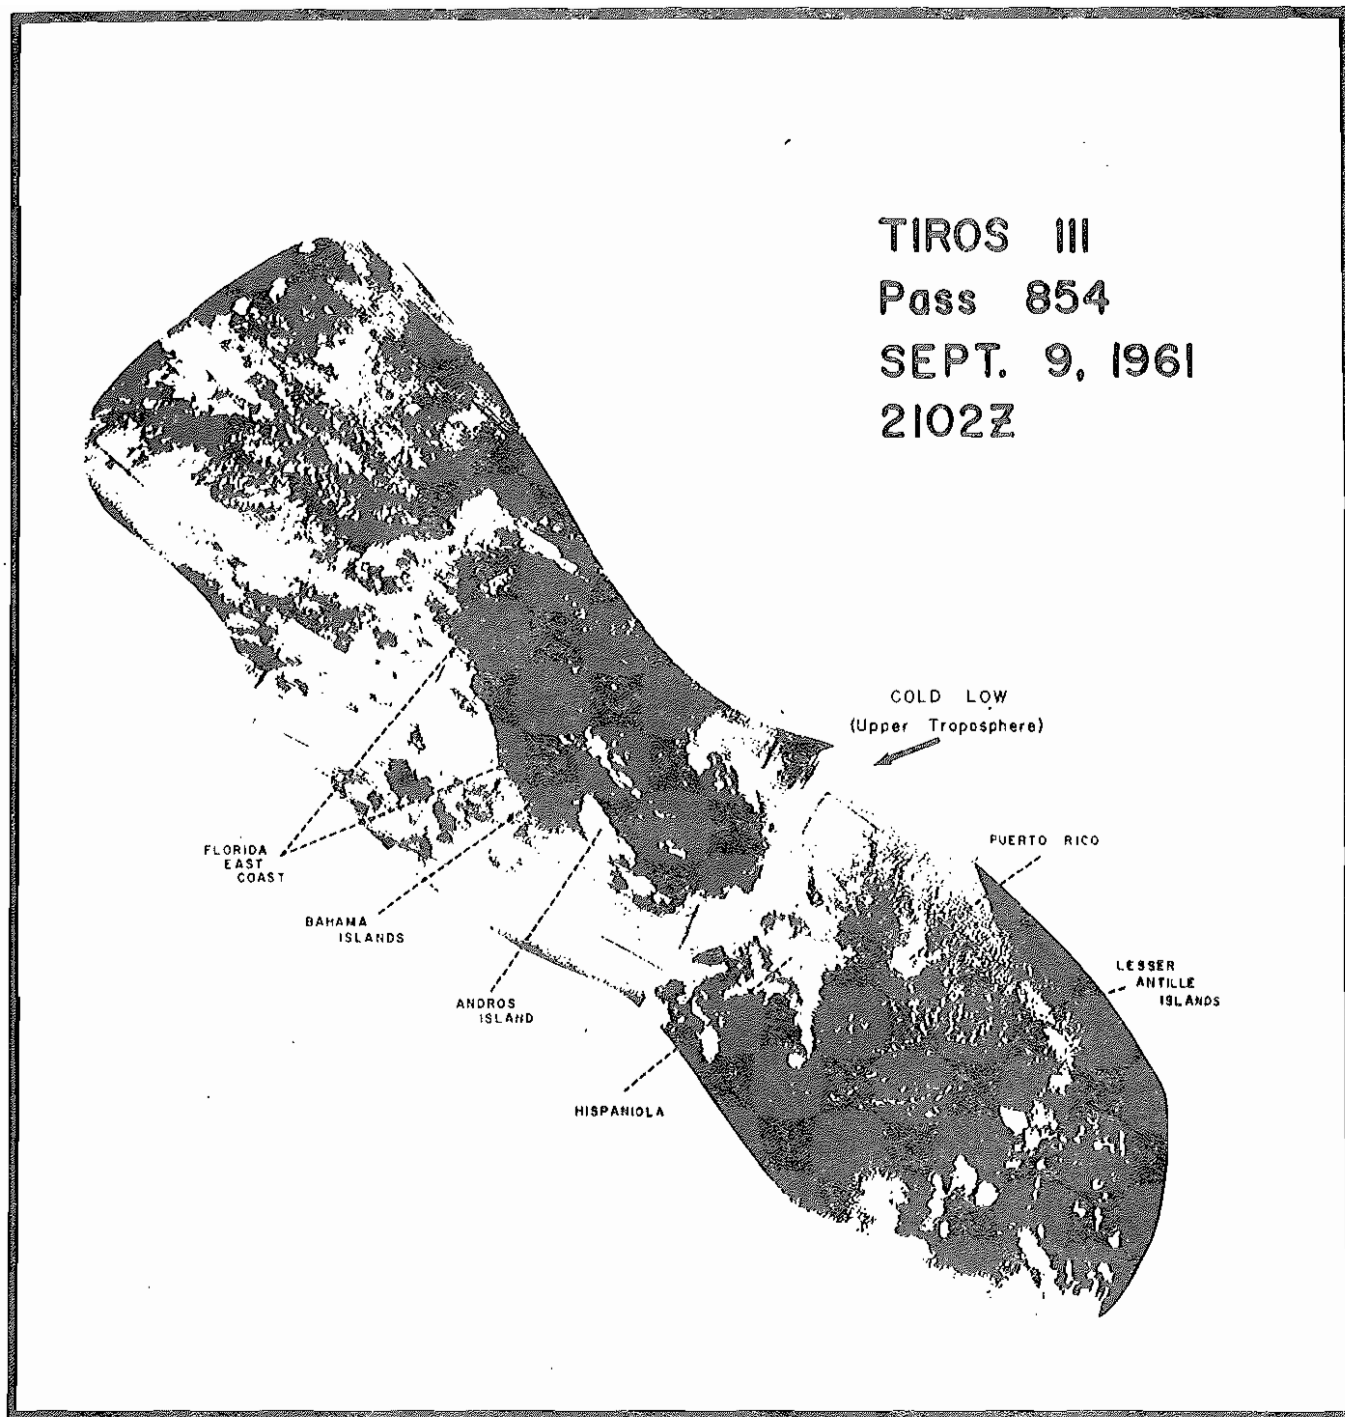 TIROS III
Pass 854
SEPT. 9, 1961
2102Z
COLD LOW
(Upper Troposphere)
PUERTO RICO
FLORIDA
EAST
COAST
BAHAMA
ISLANDS
LESSER
ANTILLE
ISLANDS
ANDROS
ISLAND
HISPANIOLA